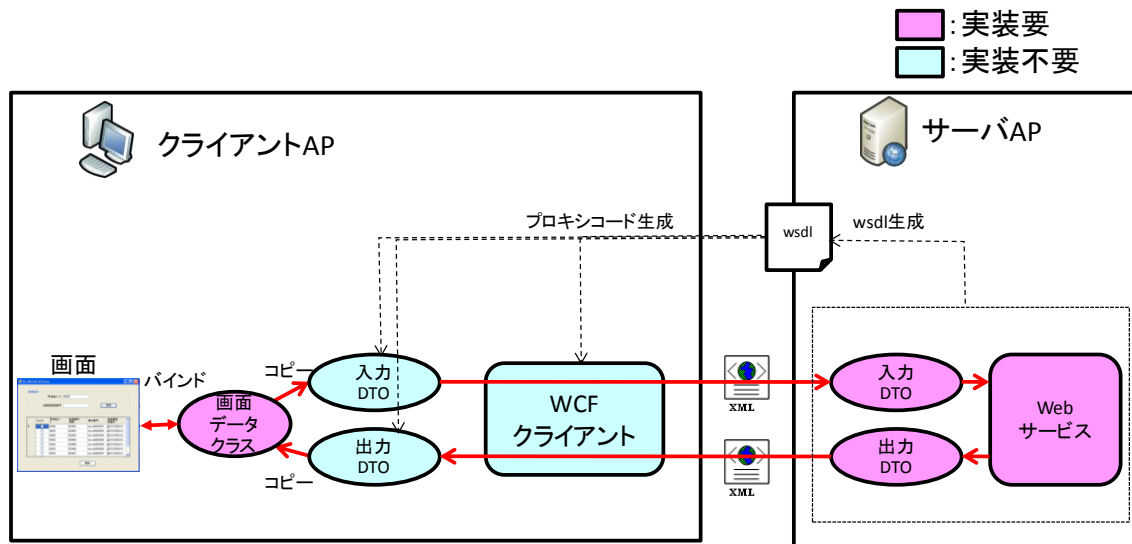 ：実装要
：実装不要
クライアントAP
サーバAP
プロキシコード生成
wsdl
wsdl生成
画面
バインド
コピー
入力
DTO
画面
データ
クラス
WCF
クライアント
出力
DTO
コピー
XML
XML
入力
DTO
出力
DTO
Web
サービス